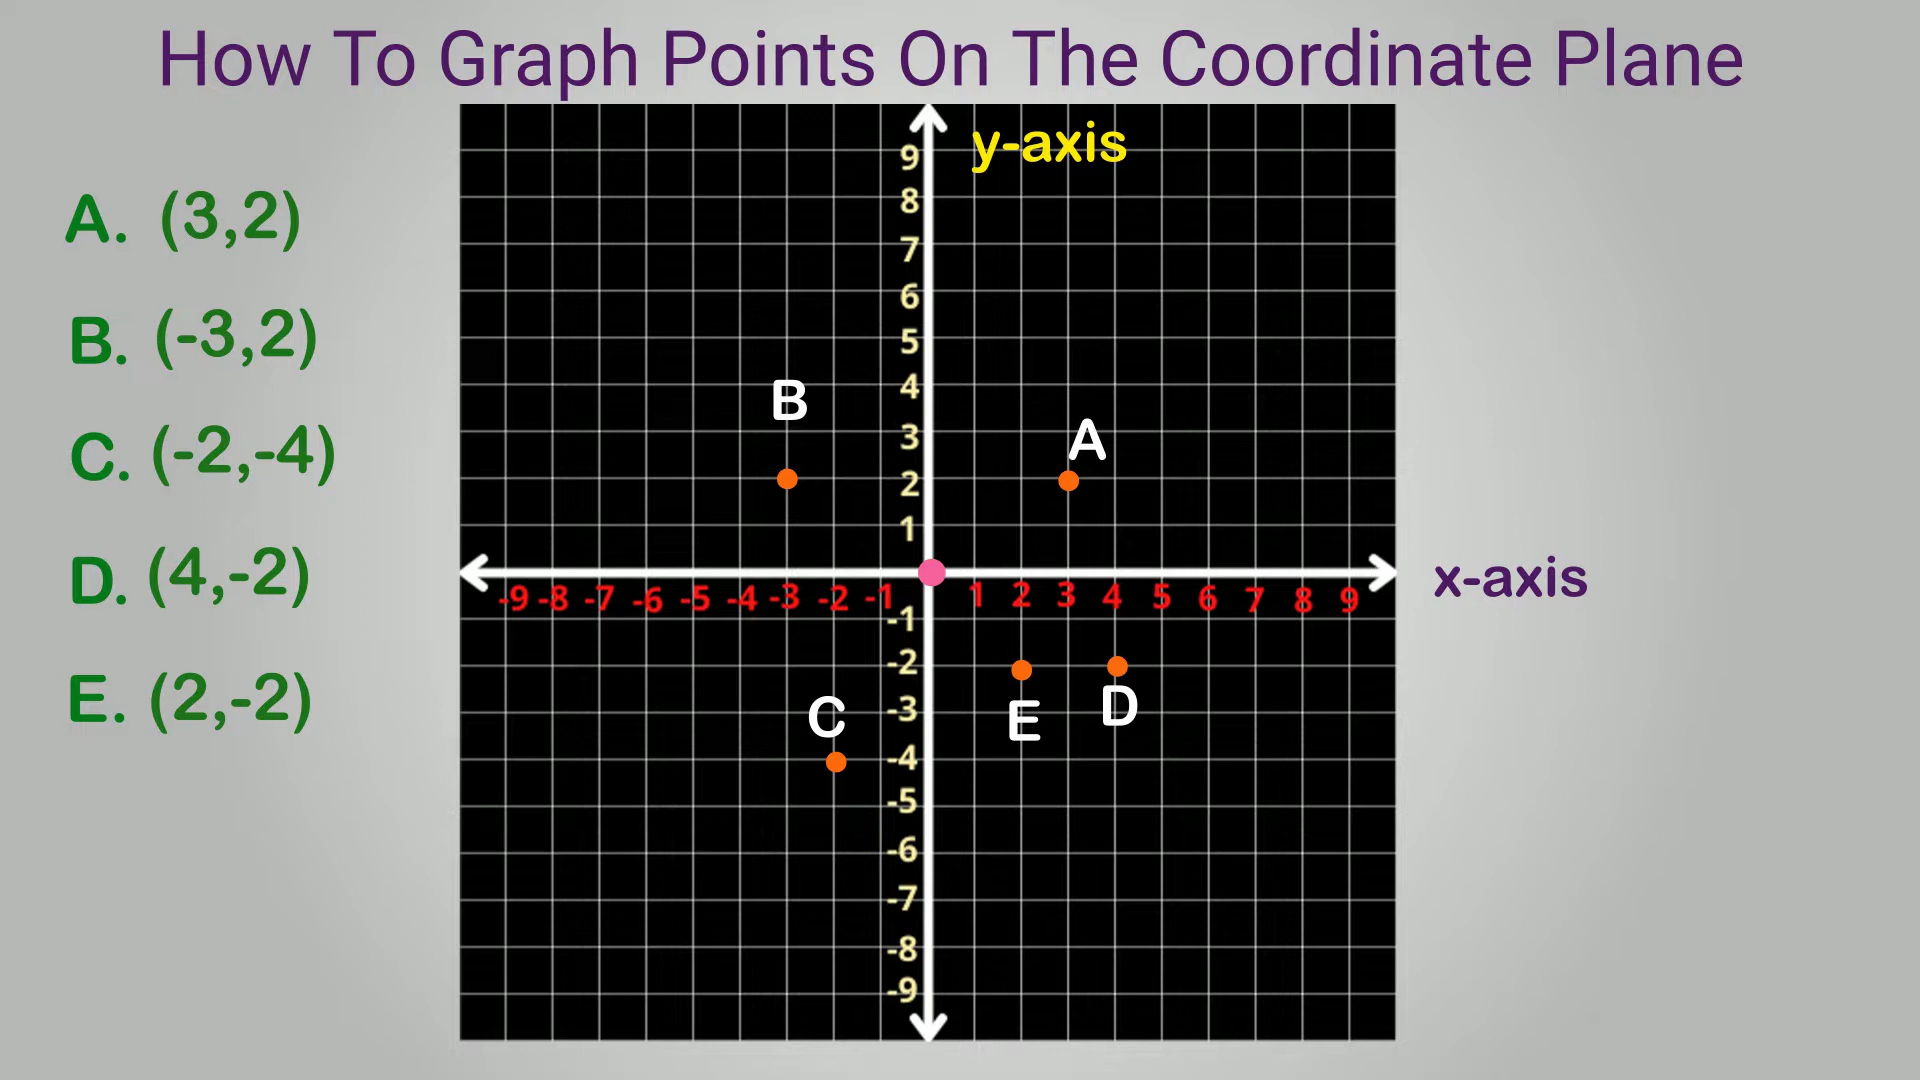 How To Graph Points On The Coordinate Plane
y-axis
A. (3,2)
B. (-3,2)
C. (-2,-4)
D. (4,-2)
E. (2,-2)
9
8
7
6
5
4
3
2
1
B
A
x-axis
-9 -8 -7 -6 -5 -4 -3 -2 -1 1 2 3 4 5 6 7 8 9
-1
-2
-3
-4
-5
-6
-7
-8
-9
C
E
D